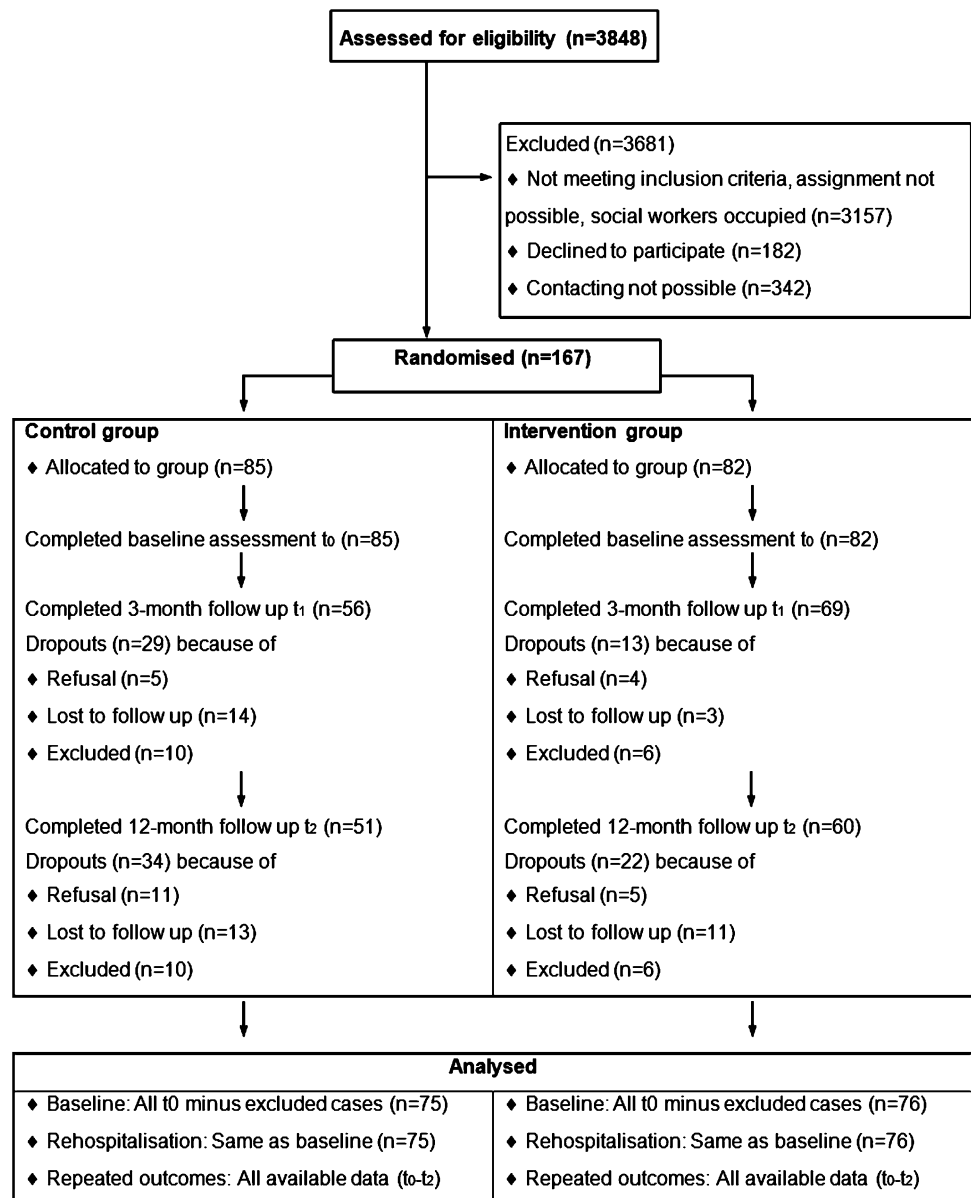 Assessed for eligibility (n=3848)
Excluded (n=3681)
♦ Not meeting inclusion criteria, assignment not
possible, social workers occupied (n=3157)
♦ Declined to participate (n=182)
♦ Contacting not possible (n=342)
Randomised (n=167)
Control group
♦ Allocated to group (n=85)
Completed baseline assessment t0 (n=85)
Completed 3-month follow up t1 (n=56)
Dropouts (n=29) because of
♦ Refusal (n=5)
♦ Lost to follow up (n=14)
♦ Excluded (n=10)
Completed 12-month follow up t2 (n=51)
Dropouts (n=34) because of
♦ Refusal (n=11)
♦ Lost to follow up (n=13)
♦ Excluded (n=10)
Intervention group
♦ Allocated to group (n=82)
Completed baseline assessment t0 (n=82)
Completed 3-month follow up t1 (n=69)
Dropouts (n=13) because of
♦ Refusal (n=4)
♦ Lost to follow up (n=3)
♦ Excluded (n=6)
Completed 12-month follow up t2 (n=60)
Dropouts (n=22) because of
♦ Refusal (n=5)
♦ Lost to follow up (n=11)
♦ Excluded (n=6)
Analysed
♦ Baseline: All t0 minus excluded cases (n=75)
♦ Rehospitalisation: Same as baseline (n=75)
♦ Repeated outcomes: All available data (t0-t2)
♦ Baseline: All t0 minus excluded cases (n=76)
♦ Rehospitalisation: Same as baseline (n=76)
♦ Repeated outcomes: All available data (t0-t2)